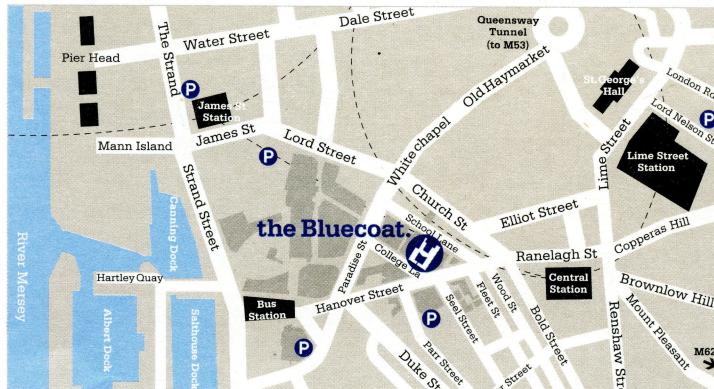 Dale Street
Queensway
Tunnel
(to M53)
The Strand
Water Street
Pier Head
Old Haymarket
St. George's
Hall
London Ro
P
James St
Station
Lord Nelson St
P
James St
Mann Island
Lord Street
P
Whitechapel
Lime Street
Lime Street
Station
Strand Street
Canning Dock
Church St
Elliot Street
School Lane
the Bluecoat.
Copperas Hill
River Mersey
Paradise St
College La
Ranelagh St
Hartley Quay
Hanover Street
Central
Station
Brownlow Hill
Bus
Station
Albert Dock
Salthouse Dock
Wood St
Fleet St
Seel Street
Bold Street
P
Renshaw St
Mount Pleasant
P
Parr Street
Duke St
r Street
M62